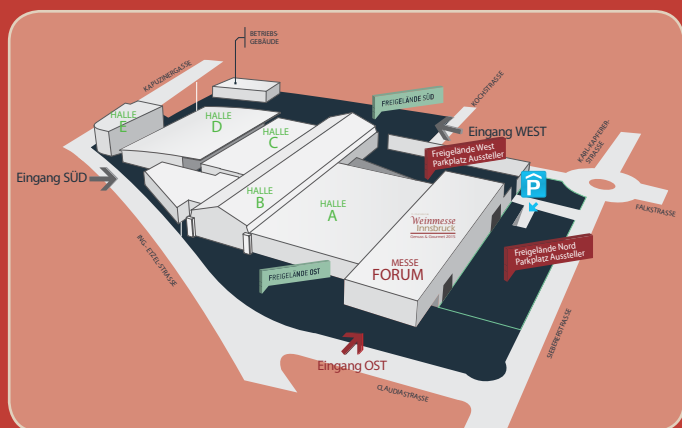 BETRIEBS-
GEBÄUDE
KAPUZINERGASSE
HALLE
E
HALLE
D
HALLE
C
FREIGELÄNDE SÜD
KOCHSTRASSE
Eingang WEST
KARL-KAPFERER-
STRASSE
Freigelände West
Parkplatz Aussteller
Eingang SÜD
P
FALKSTRASSE
HALLE
B
HALLE
A
Weinmesse
Innsbruck
Freigelände Nord
Parkplatz Aussteller
MESSE
FORUM
FREIGELÄNDE OST
ING.-ETZEL-STRASSE
SIEBERERSTRASSE
Eingang OST
CLAUDIASTRASSE